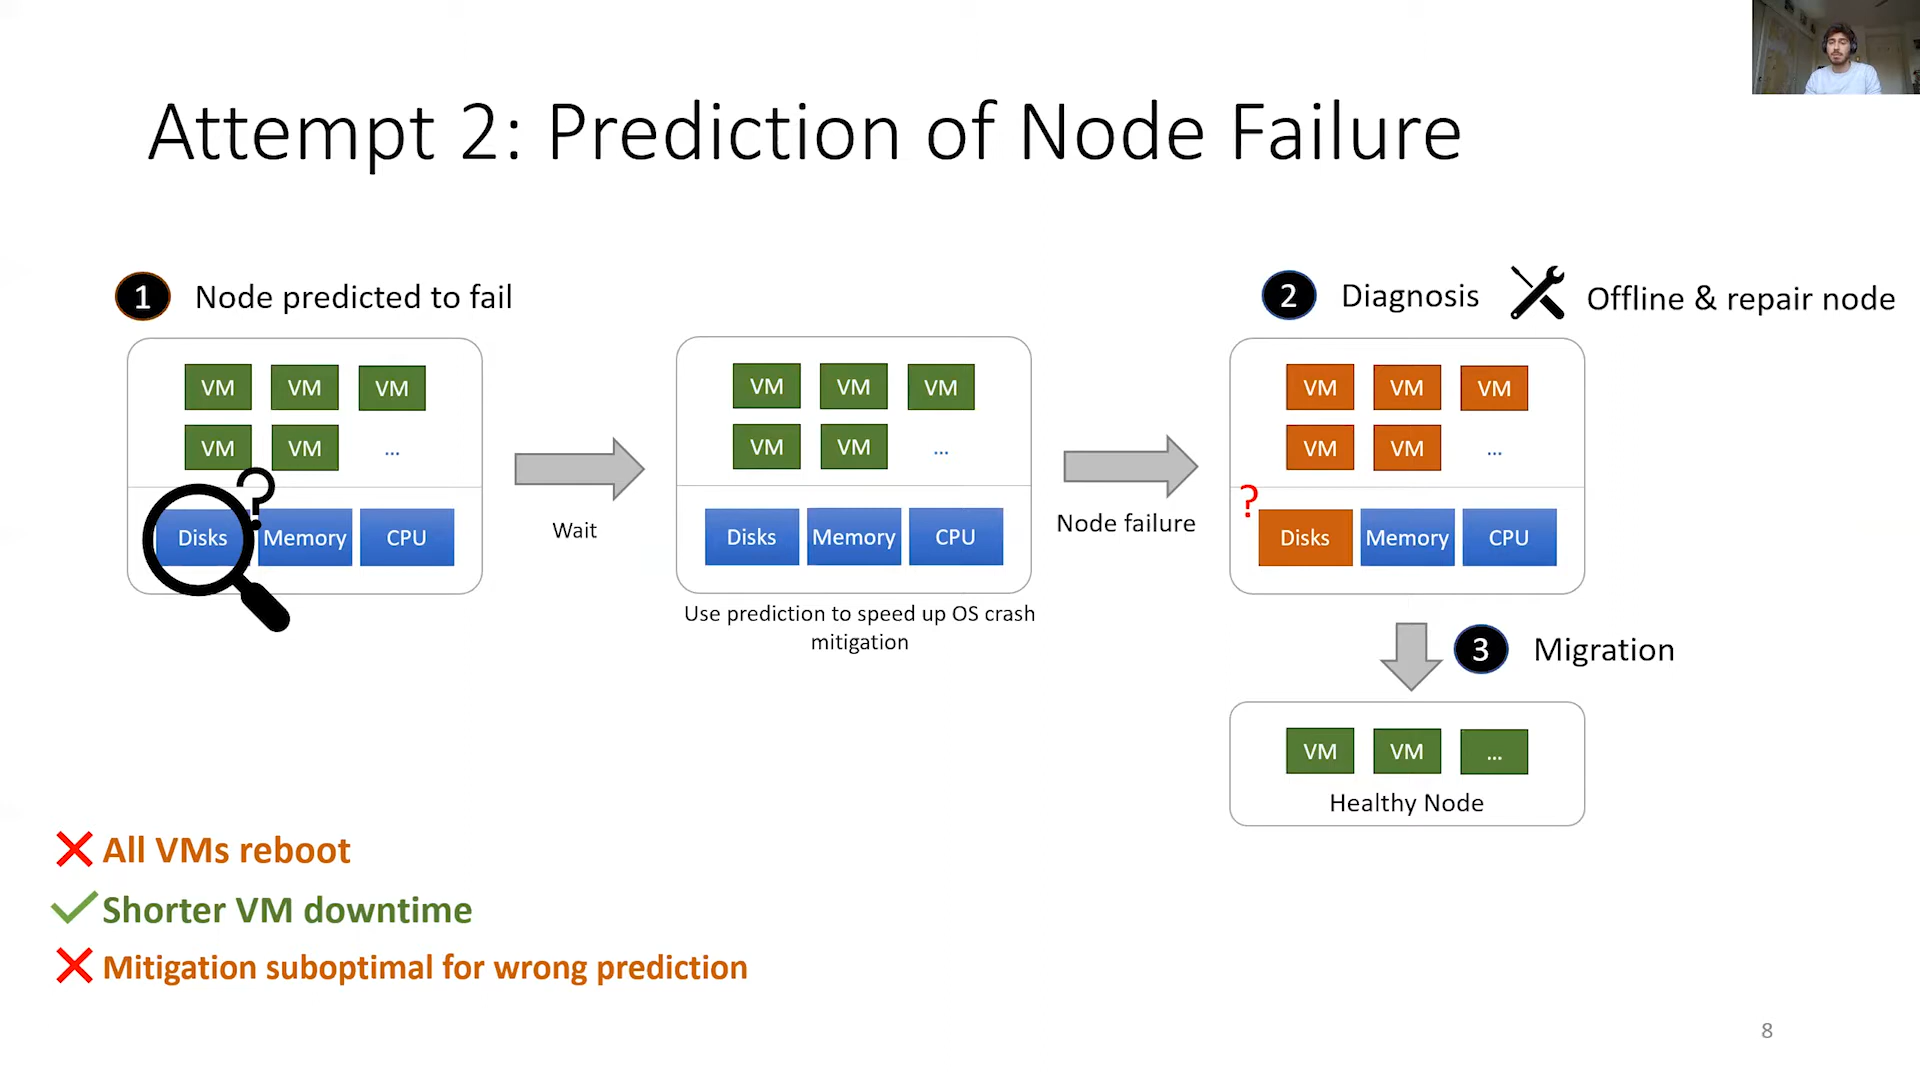 Attempt 2: Prediction of Node Failure
1 Node predicted to fail
VM VM VM
VM VM ...
?
Disks Memory CPU
Wait
VM VM VM
VM VM ...
Disks Memory CPU
Use prediction to speed up OS crash
mitigation
Node failure
2 Diagnosis Offline & repair node
VM VM VM
VM VM ...
?
Disks Memory CPU
3 Migration
VM VM ...
Healthy Node
All VMs reboot
Shorter VM downtime
Mitigation suboptimal for wrong prediction
8